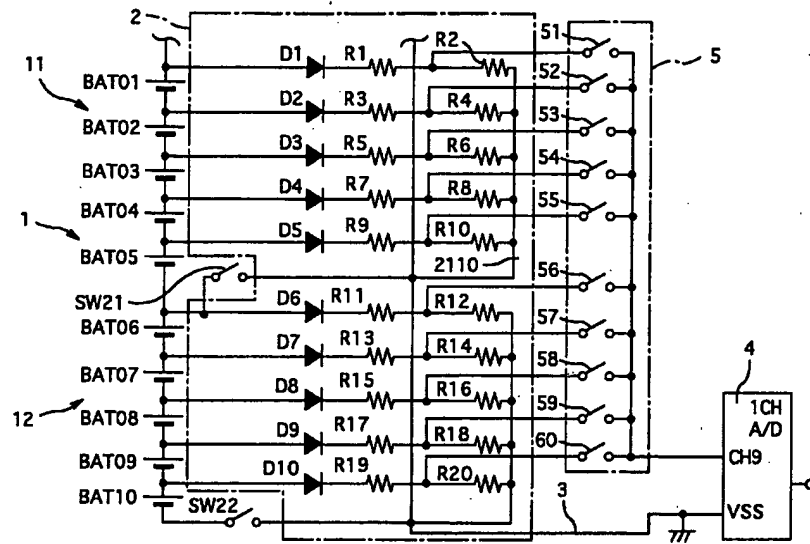 2
51
D1 R1 R2
5
BAT01
52
11
D2 R3 R4
BAT02
53
D3 R5 R6
BAT03
54
D4 R7 R8
BAT04
55
1
D5 R9 R10
BAT05
2110
56
SW21
D6 R11 R12
BAT06
57
D7 R13 R14
BAT07
58
4
12
D8 R15 R16
1CH
A/D
BAT08
59
D9 R17 R18
60
CH9
BAT09
D10 R19 R20
BAT10
SW22
3
VSS